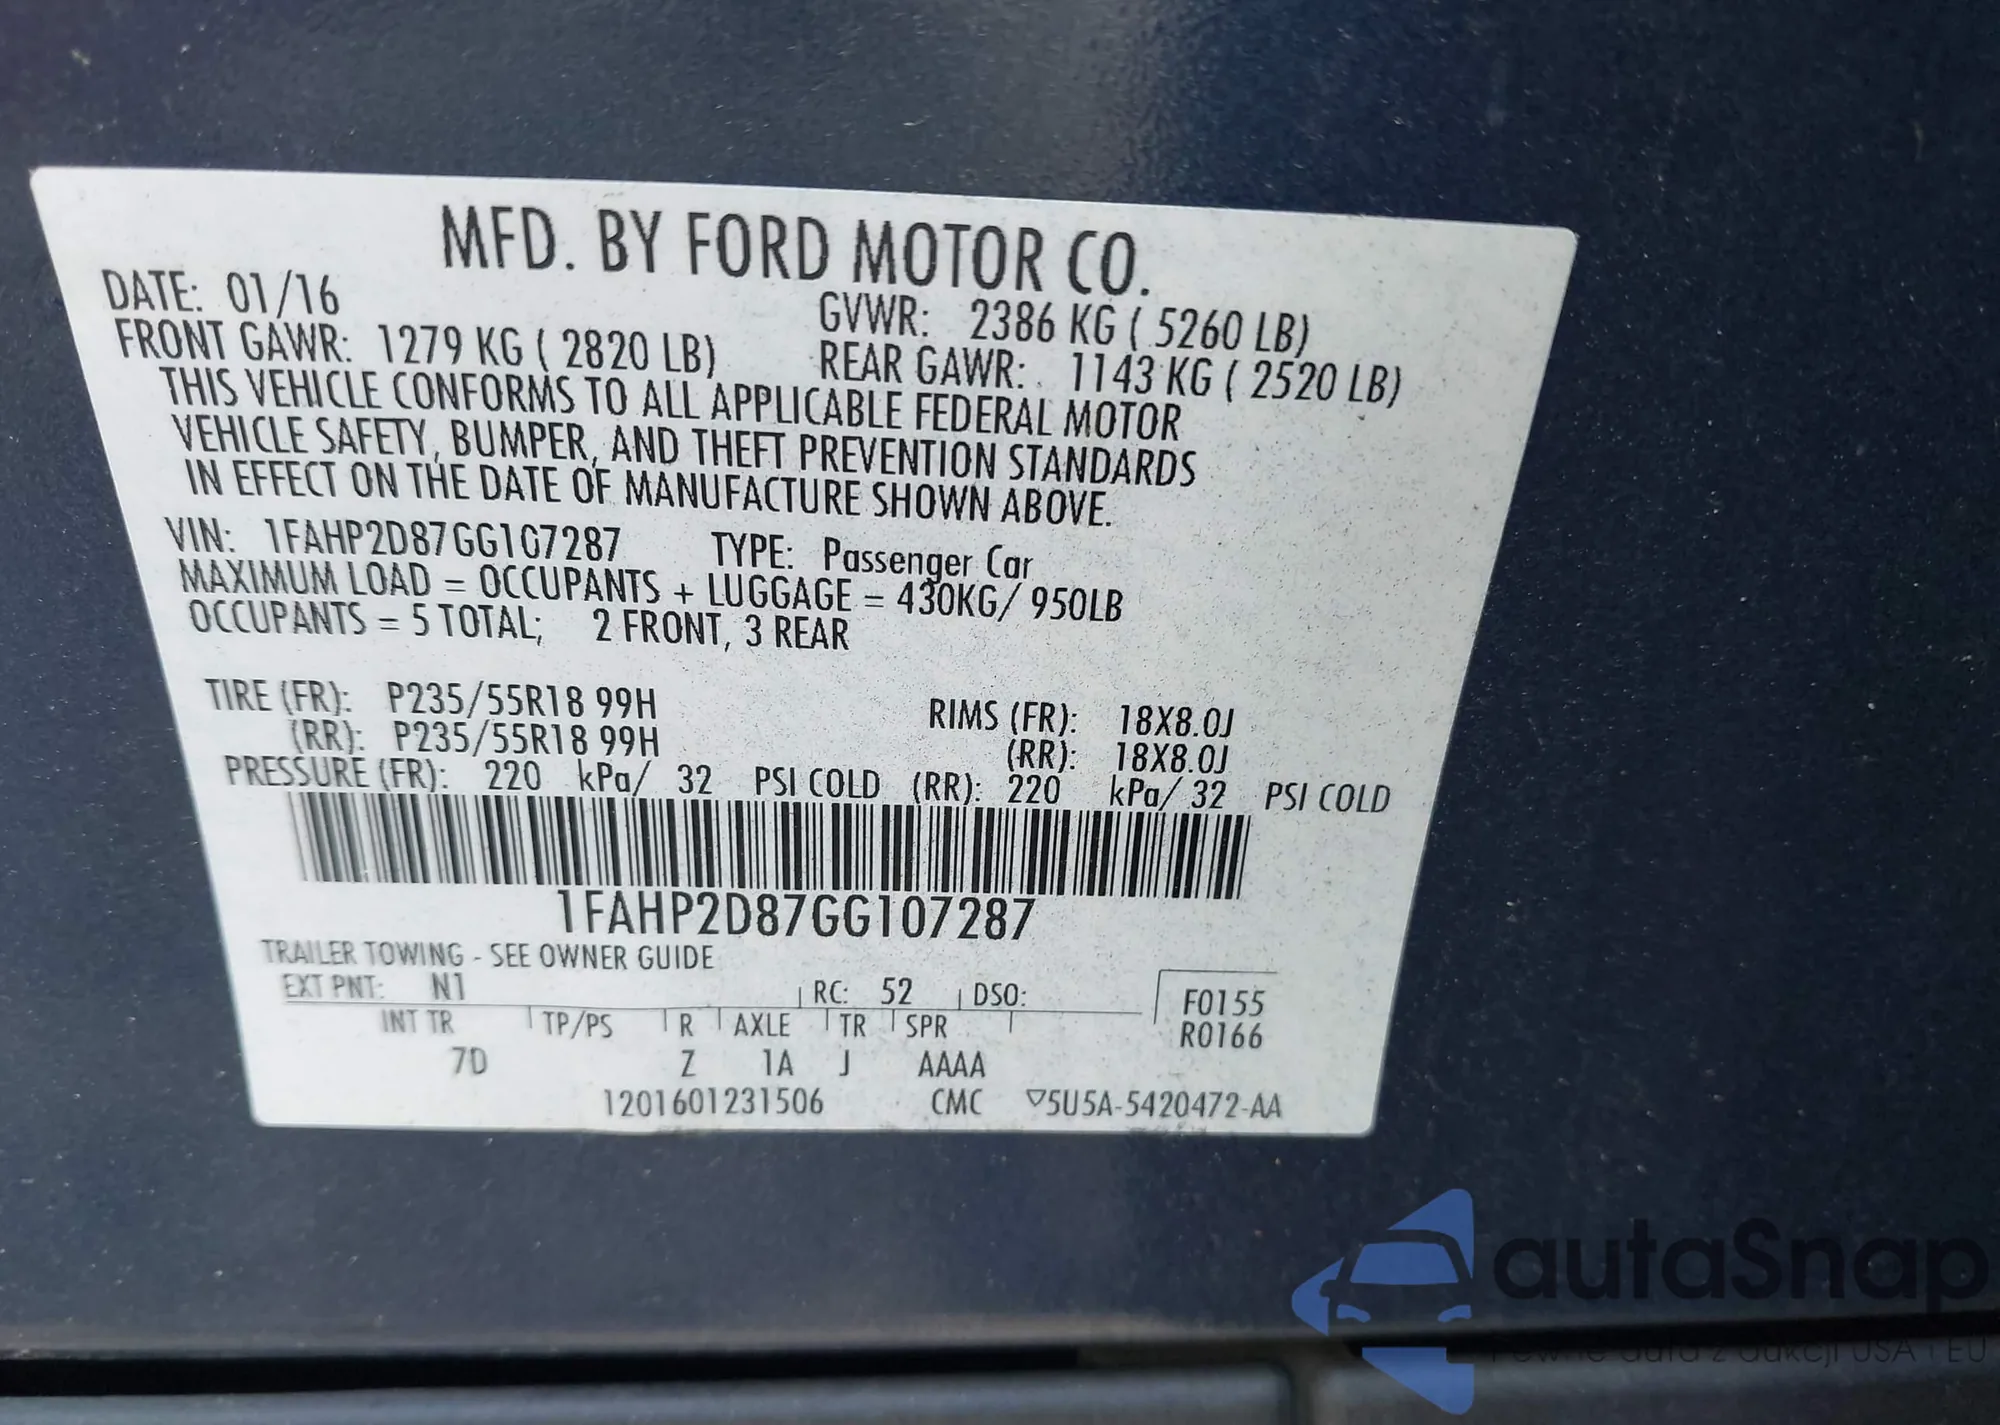 MFD. BY FORD MOTOR CO.
DATE: 01/16 GVWR: 2386 KG ( 5260 LB)
FRONT GAWR: 1279 KG ( 2820 LB) REAR GAWR: 1143 KG ( 2520 LB)
THIS VEHICLE CONFORMS TO ALL APPLICABLE FEDERAL MOTOR
VEHICLE SAFETY, BUMPER, AND THEFT PREVENTION STANDARDS
IN EFFECT ON THE DATE OF MANUFACTURE SHOWN ABOVE.
VIN: 1FAHP2D87GG107287 TYPE: Passenger Car
MAXIMUM LOAD = OCCUPANTS + LUGGAGE = 430KG/ 950LB
OCCUPANTS = 5 TOTAL; 2 FRONT, 3 REAR
TIRE (FR): P235/55R18 99H RIMS (FR): 18X8.0J
(RR): P235/55R18 99H (RR): 18X8.0J
PRESSURE (FR): 220 kPa/ 32 PSI COLD (RR): 220 kPa/ 32 PSI COLD
1FAHP2D87GG107287
TRAILER TOWING - SEE OWNER GUIDE
EXT PNT: N1 RC: 52 DSO: F0155
INT TR TP/PS R AXLE TR SPR R0166
7D Z 1A J AAAA
1201601231506 CMC ▽5U5A-5420472-AA
autaSnap
Pewne auta z aukcji USA i EU